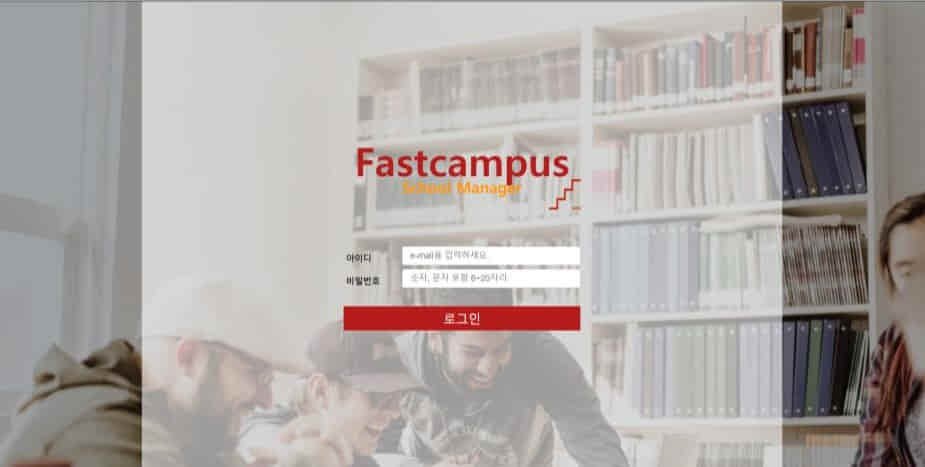 Fastcampus
School Manager
아이디
e-mail을 입력하세요.
비밀번호
숫자, 문자 포함 6~20자리
로그인